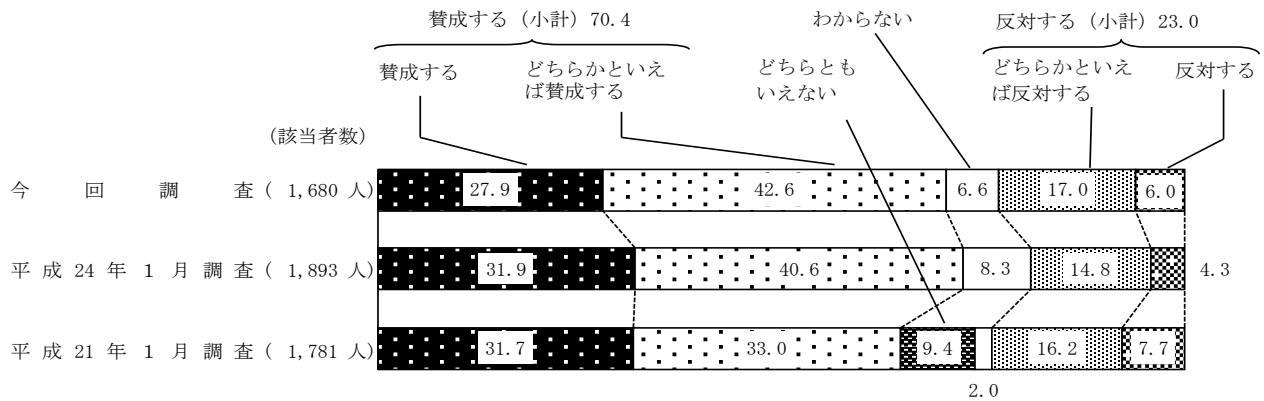 賛成する（小計）70.4
わからない
反対する（小計）23.0
賛成する
どちらかといえ
ば賛成する
どちらとも
いえない
どちらかといえ
ば反対する
反対する
（該当者数）
今回調査（1,680人） 27.9 42.6 6.6 17.0 6.0
平成24年1月調査（1,893人） 31.9 40.6 8.3 14.8 4.3
平成21年1月調査（1,781人） 31.7 33.0 9.4 16.2 7.7
2.0